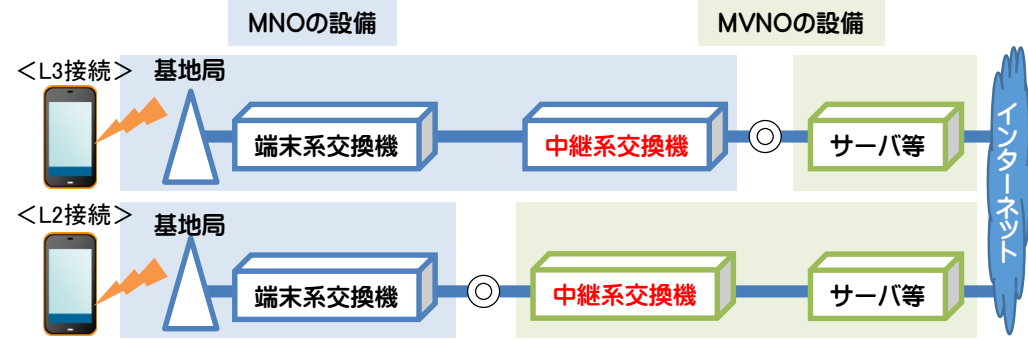 MNOの設備
MVNOの設備
＜L3接続＞
基地局
端末系交換機
中継系交換機
サーバ等
インターネット
＜L2接続＞
基地局
端末系交換機
中継系交換機
サーバ等